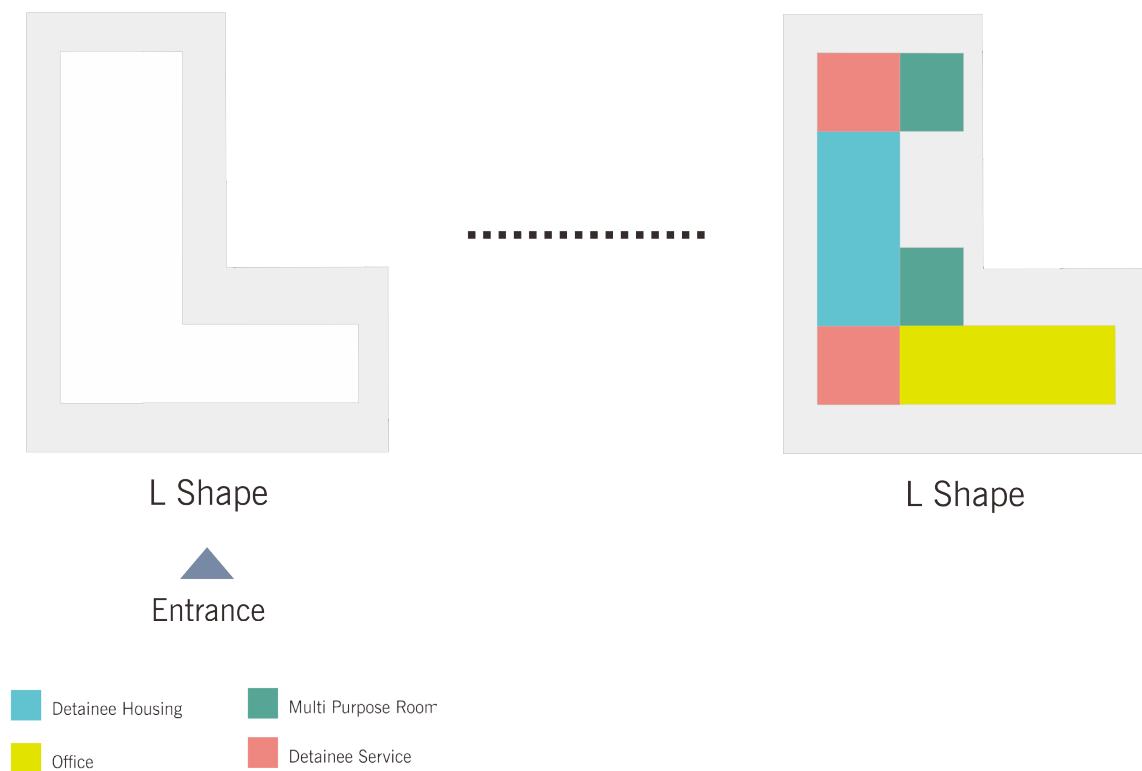 L Shape
L Shape
Entrance
Detainee Housing
Multi Purpose Room
Office
Detainee Service